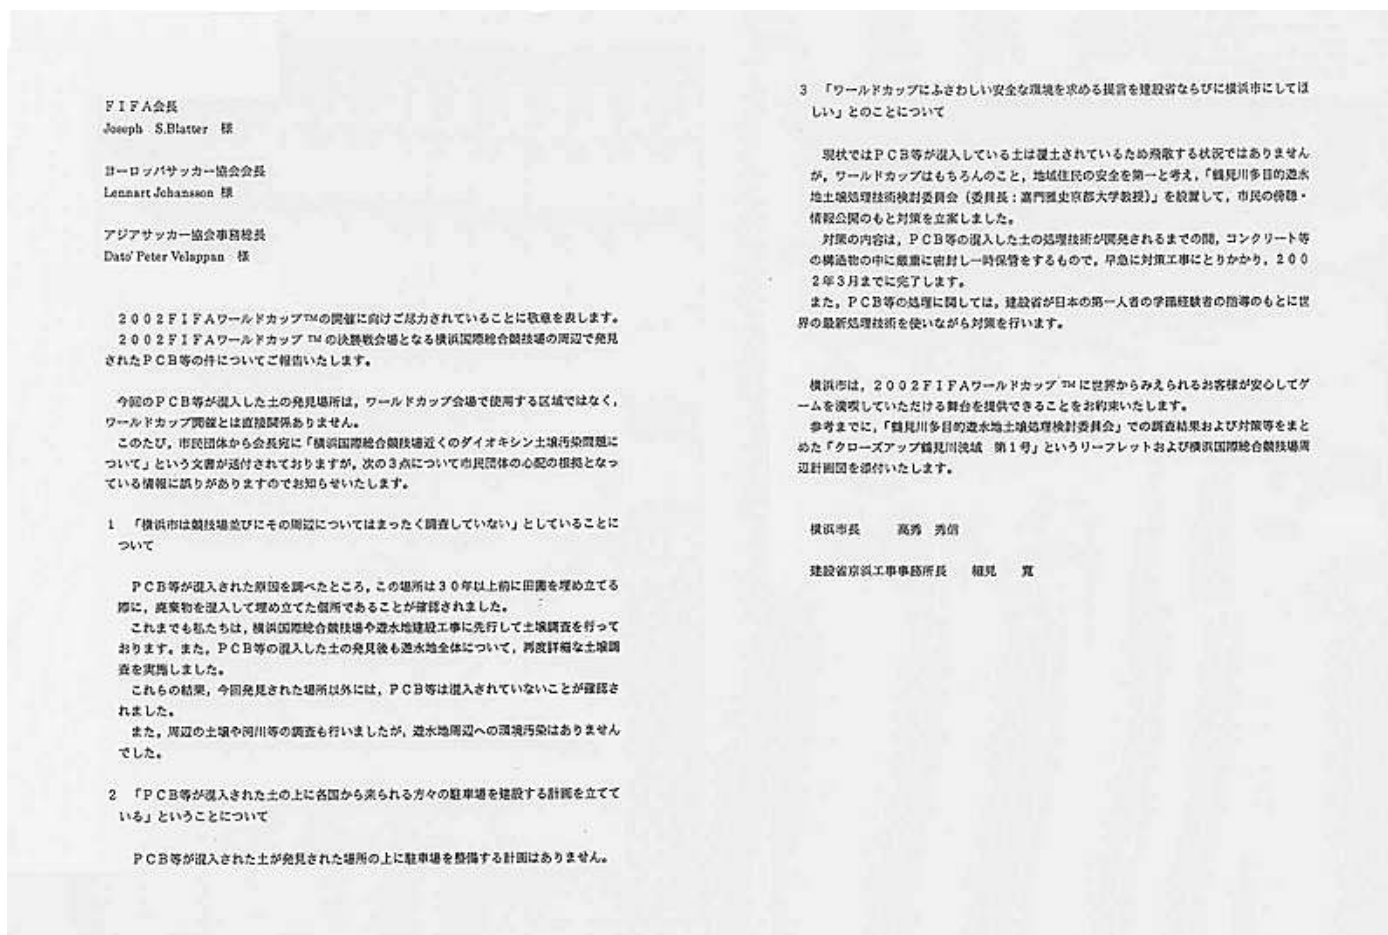 ＦＩＦＡ会長
Joseph S.Blatter 様
ヨーロッパサッカー協会会長
Lennart Johansson 様
アジアサッカー協会事務総長
Dato' Peter Velappan 様
２００２ＦＩＦＡワールドカップ™の開催に向けご尽力されていることに敬意を表します。
２００２ＦＩＦＡワールドカップ™の決勝戦会場となる横浜国際総合競技場の周辺で発見
されたＰＣＢ等の件についてご報告いたします。
今回のＰＣＢ等が混入した土の発見場所は，ワールドカップ会場で使用する区域ではなく，
ワールドカップ開催とは直接関係ありません。
このたび，市民団体から会長宛に「横浜国際総合競技場近くのダイオキシン土壌汚染問題に
ついて」という文書が送付されておりますが，次の３点について市民団体の心配の根拠となっ
ている情報に誤りがありますのでお知らせいたします。
１ 「横浜市は競技場並びにその周辺についてはまったく調査していない」としていることに
ついて
ＰＣＢ等が混入された原因を調べたところ，この場所は３０年以上前に田圃を埋め立てる
際に，廃棄物を混入して埋め立てた個所であることが確認されました。
これまでも私たちは，横浜国際総合競技場や遊水地建設工事に先行して土壌調査を行って
おります。また，ＰＣＢ等の混入した土の発見後も遊水地全体について，再度詳細な土壌調
査を実施しました。
これらの結果，今回発見された場所以外には，ＰＣＢ等は混入されていないことが確認さ
れました。
また，周辺の土壌や河川等の調査も行いましたが，遊水地周辺への環境汚染はありません
でした。
２ 「ＰＣＢ等が混入された土の上に各国から来られる方々の駐車場を建設する計画を立てて
いる」ということについて
ＰＣＢ等が混入された土が発見された場所の上に駐車場を整備する計画はありません。
３ 「ワールドカップにふさわしい安全な環境を求める提言を建設省ならびに横浜市にしてほ
しい」とのことについて
現状ではＰＣＢ等が混入している土は覆土されているため飛散する状況ではありません
が，ワールドカップはもちろんのこと，地域住民の安全を第一と考え，「鶴見川多目的遊水
地土壌処理技術検討委員会（委員長：嘉門雅史京都大学教授）」を設置して，市民の傍聴・
情報公開のもと対策を立案しました。
対策の内容は，ＰＣＢ等の混入した土の処理技術が開発されるまでの間，コンクリート等
の構造物の中に厳重に密封し一時保管をするもので，早急に対策工事にとりかかり，２００
２年３月までに完了します。
また，ＰＣＢ等の処理に関しては，建設省が日本の第一人者の学識経験者の指導のもとに世
界の最新処理技術を使いながら対策を行います。
横浜市は，２００２ＦＩＦＡワールドカップ™に世界からみえられるお客様が安心してゲ
ームを満喫していただける舞台を提供できることをお約束いたします。
参考までに，「鶴見川多目的遊水地土壌処理検討委員会」での調査結果および対策等をまと
めた「クローズアップ鶴見川流域 第１号」というリーフレットおよび横浜国際総合競技場周
辺計画図を添付いたします。
横浜市長 高秀 秀信
建設省京浜工事事務所長 細見 寛